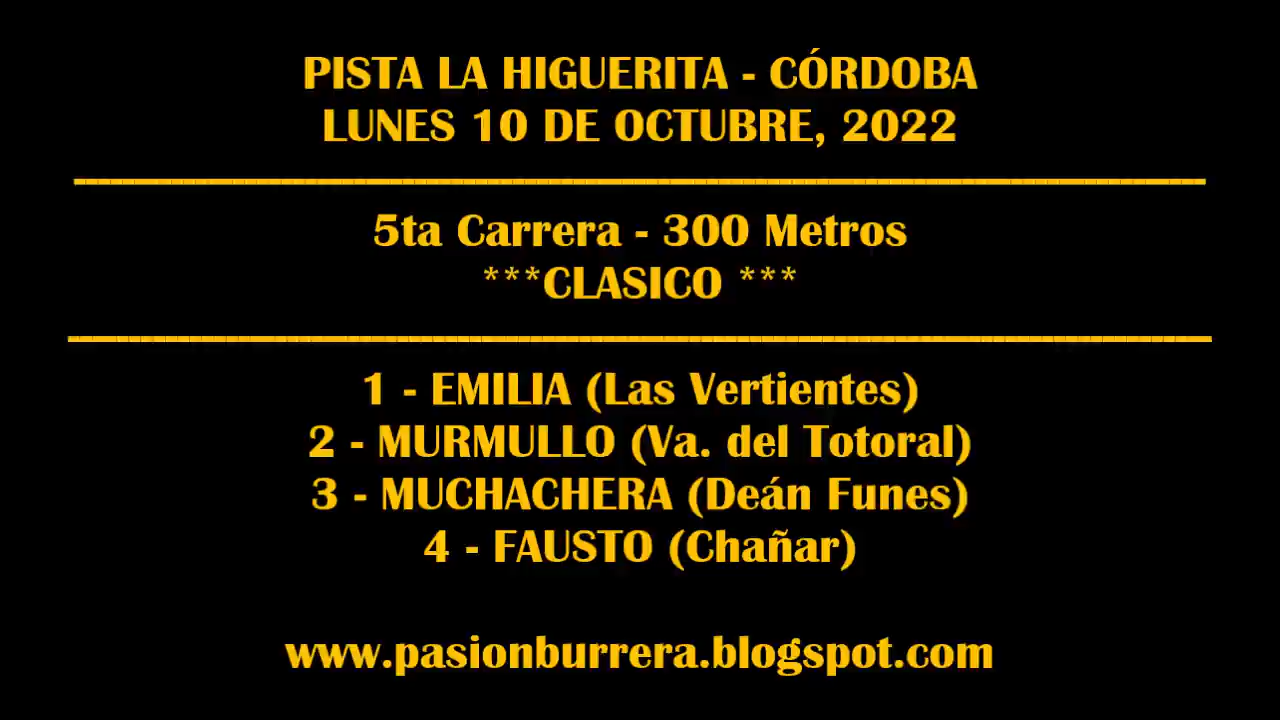 PISTA LA HIGUERITA - CÓRDOBA
LUNES 10 DE OCTUBRE, 2022
5ta Carrera - 300 Metros
***CLASICO ***
1 - EMILIA (Las Vertientes)
2 - MURMULLO (Va. del Totoral)
3 - MUCHACHERA (Deán Funes)
4 - FAUSTO (Chañar)
www.pasionburrera.blogspot.com